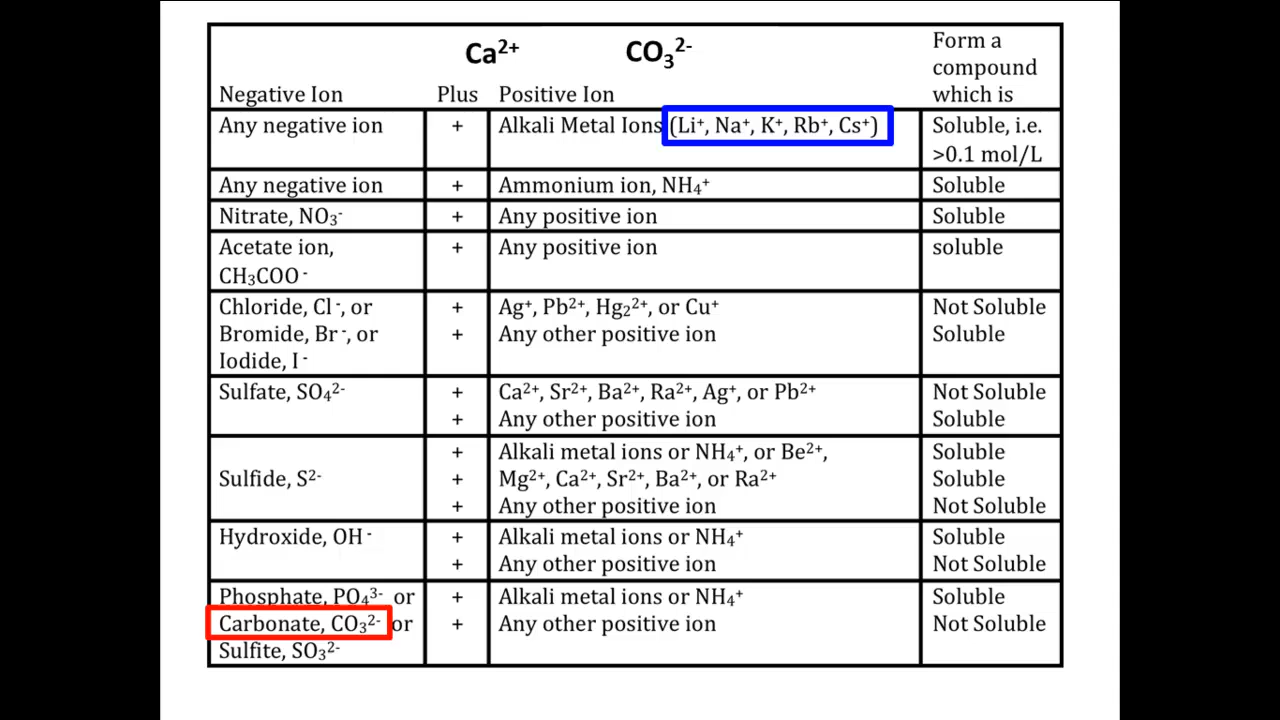 Ca²⁺ CO₃²⁻ Form a
compound
Negative Ion Plus Positive Ion which is
Any negative ion + Alkali Metal Ions (Li⁺, Na⁺, K⁺, Rb⁺, Cs⁺) Soluble, i.e.
>0.1 mol/L
Any negative ion + Ammonium ion, NH₄⁺ Soluble
Nitrate, NO₃⁻ + Any positive ion Soluble
Acetate ion, + Any positive ion soluble
CH₃COO⁻
Chloride, Cl⁻, or + Ag⁺, Pb²⁺, Hg₂²⁺, or Cu⁺ Not Soluble
Bromide, Br⁻, or + Any other positive ion Soluble
Iodide, I⁻
Sulfate, SO₄²⁻ + Ca²⁺, Sr²⁺, Ba²⁺, Ra²⁺, Ag⁺, or Pb²⁺ Not Soluble
+ Any other positive ion Soluble
+ Alkali metal ions or NH₄⁺, or Be²⁺, Soluble
Sulfide, S²⁻ + Mg²⁺, Ca²⁺, Sr²⁺, Ba²⁺, or Ra²⁺ Soluble
+ Any other positive ion Not Soluble
Hydroxide, OH⁻ + Alkali metal ions or NH₄⁺ Soluble
+ Any other positive ion Not Soluble
Phosphate, PO₄³⁻ or + Alkali metal ions or NH₄⁺ Soluble
Carbonate, CO₃²⁻ or + Any other positive ion Not Soluble
Sulfite, SO₃²⁻